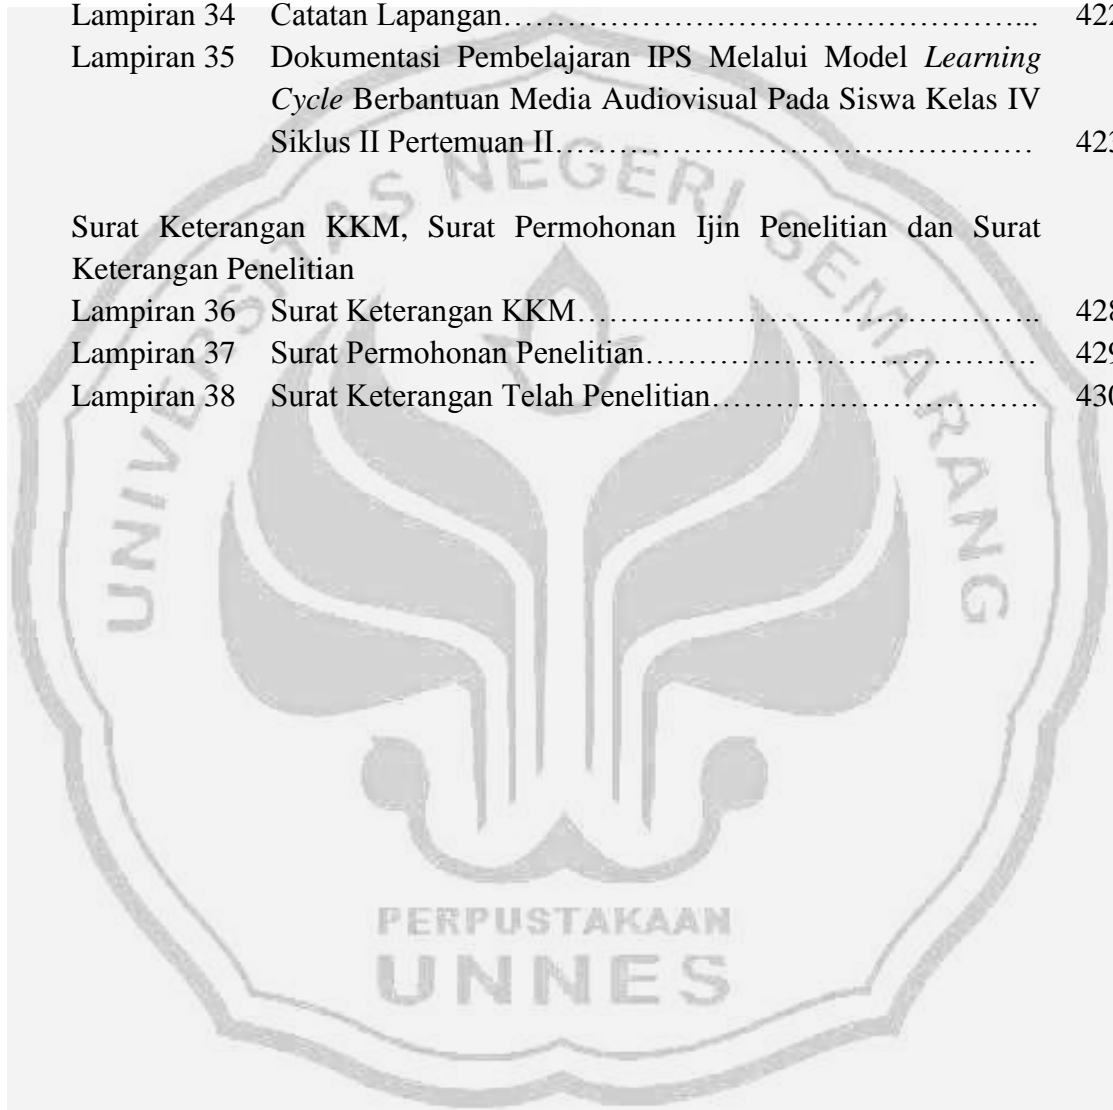 Lampiran 34 Catatan Lapangan…………………………………………………... 422
Lampiran 35 Dokumentasi Pembelajaran IPS Melalui Model Learning
Cycle Berbantuan Media Audiovisual Pada Siswa Kelas IV
Siklus II Pertemuan II………………………………………… 423
Surat Keterangan KKM, Surat Permohonan Ijin Penelitian dan Surat
Keterangan Penelitian
Lampiran 36 Surat Keterangan KKM……………………………………….. 428
Lampiran 37 Surat Permohonan Penelitian…………………………………. 429
Lampiran 38 Surat Keterangan Telah Penelitian……………………………. 430
UNIVERSITAS NEGERI SEMARANG
PERPUSTAKAAN
UNNES